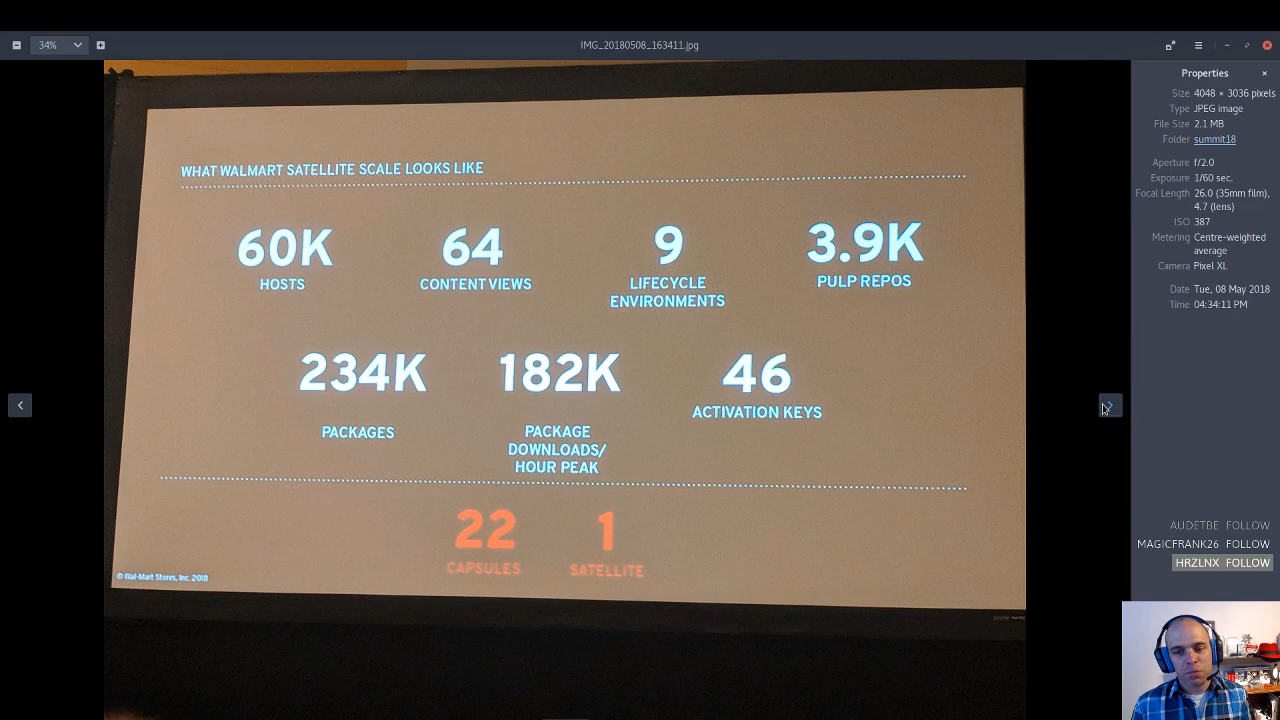 34%
IMG_20180508_163411.jpg
Properties
Size 4048 × 3036 pixels
Type JPEG image
File Size 2.1 MB
Folder summit18
Aperture f/2.0
Exposure 1/60 sec.
Focal Length 26.0 (35mm film),
4.7 (lens)
ISO 387
Metering Centre-weighted
average
Camera Pixel XL
Date Tue, 08 May 2018
Time 04:34:11 PM
WHAT WALMART SATELLITE SCALE LOOKS LIKE
60K
HOSTS
64
CONTENT VIEWS
9
LIFECYCLE
ENVIRONMENTS
3.9K
PULP REPOS
234K
PACKAGES
182K
PACKAGE
DOWNLOADS/
HOUR PEAK
46
ACTIVATION KEYS
22
CAPSULES
1
SATELLITE
© Wal-Mart Stores, Inc. 2018
AUDETBE FOLLOW
MAGICFRANK26 FOLLOW
HRZLNX FOLLOW